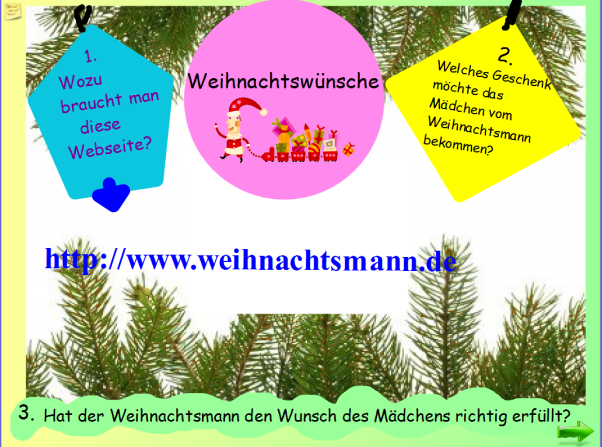 1.
Wozu
braucht man
diese
Webseite?
Weihnachtswünsche
2.
Welches Geschenk
möchte das
Mädchen vom
Weihnachtsmann
bekommen?
http://www.weihnachtsmann.de
3. Hat der Weihnachtsmann den Wunsch des Mädchens richtig erfüllt?